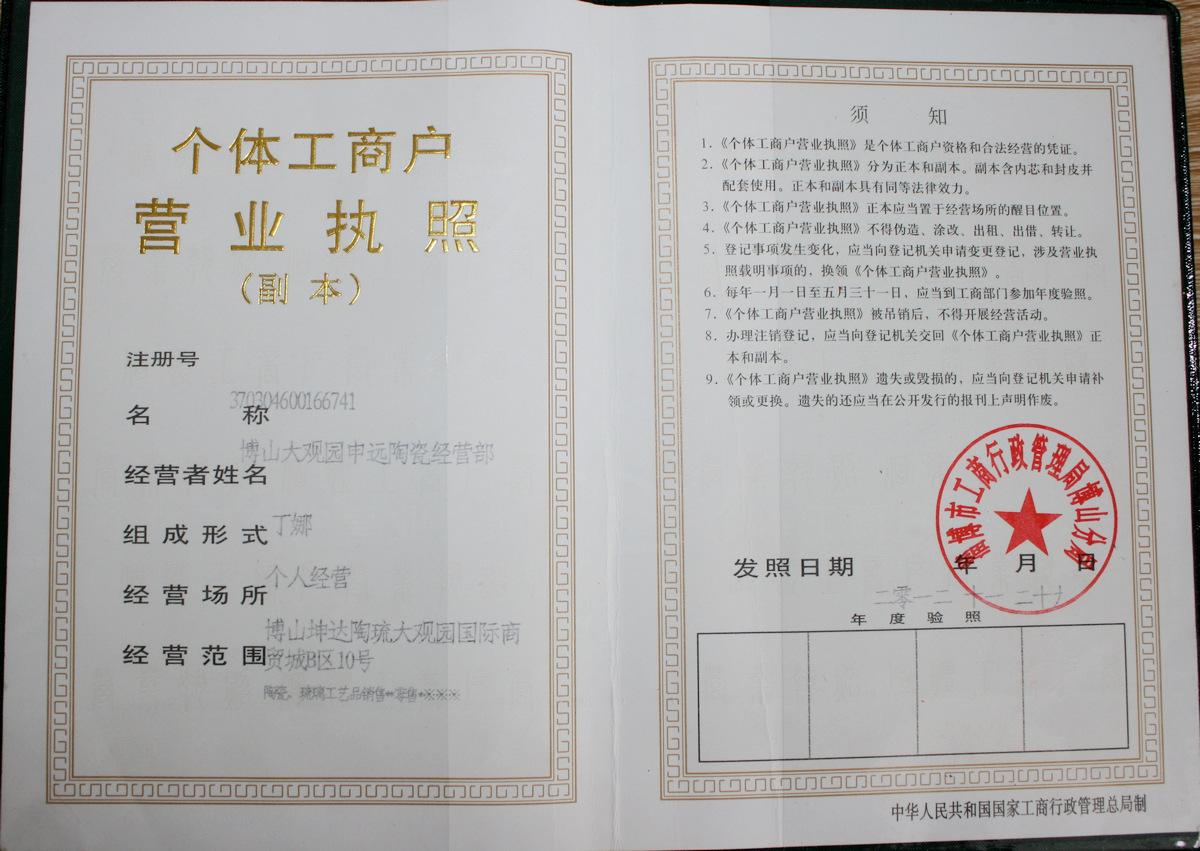 个体工商户
营业执照
（副本）
注册号
370304600166741
名称
博山大观园申远陶瓷经营部
经营者姓名
丁娜
组成形式
个人经营
经营场所
博山坤达陶琉大观园国际商
贸城B区10号
经营范围
陶瓷、琉璃工艺品销售**零售*※※※
须知
1.《个体工商户营业执照》是个体工商户资格和合法经营的凭证。
2.《个体工商户营业执照》分为正本和副本。副本含内芯和封皮并
配套使用。正本和副本具有同等法律效力。
3.《个体工商户营业执照》正本应当置于经营场所的醒目位置。
4.《个体工商户营业执照》不得伪造、涂改、出租、出借、转让。
5. 登记事项发生变化，应当向登记机关申请变更登记，涉及营业执
照载明事项的，换领《个体工商户营业执照》。
6. 每年一月一日至五月三十一日，应当到工商部门参加年度验照。
7.《个体工商户营业执照》被吊销后，不得开展经营活动。
8. 办理注销登记，应当向登记机关交回《个体工商户营业执照》正
本和副本。
9.《个体工商户营业执照》遗失或毁损的，应当向登记机关申请补
领或更换。遗失的还应当在公开发行的报刊上声明作废。
淄博市工商行政管理局博山分局
发照日期 年 月 日
二零一二 十一 二十九
年度验照
中华人民共和国国家工商行政管理总局制